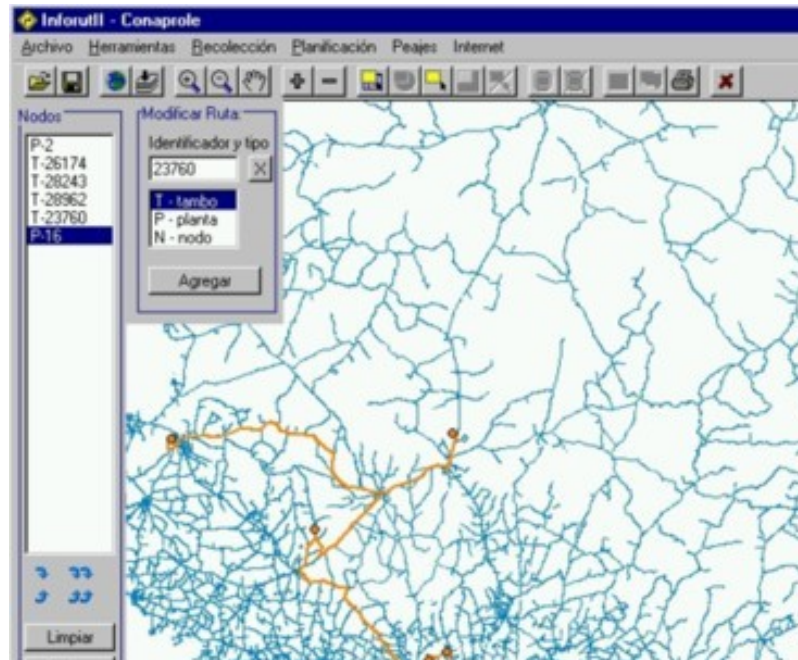 InforutII - Conaprole
Archivo Herramientas Recolección Planificación Peajes Internet
Nodos
P-2
T-26174
T-28243
T-28962
T-23760
P-16
Modificar Ruta:
Identificador y tipo
23760
T - tambo
P - planta
N - nodo
Agregar
Limpiar